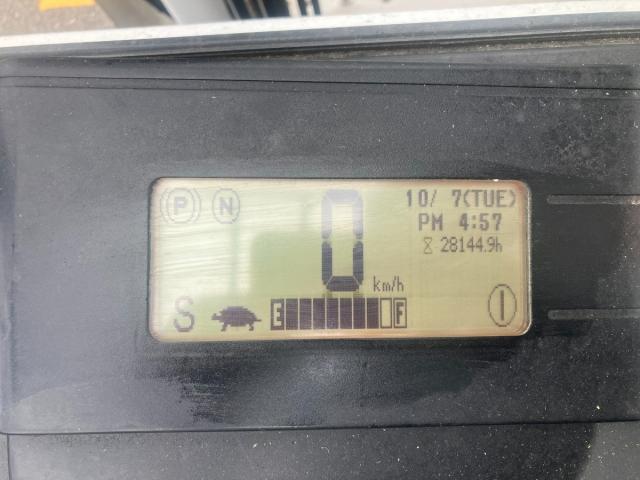 P N 0 km/h 10/ 7(TUE)
PM 4:57
28144.9h
S E F